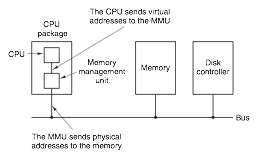 The CPU sends virtual
addresses to the MMU
CPU
package
CPU
Memory
management
unit
Memory
Disk
controller
Bus
The MMU sends physical
addresses to the memory